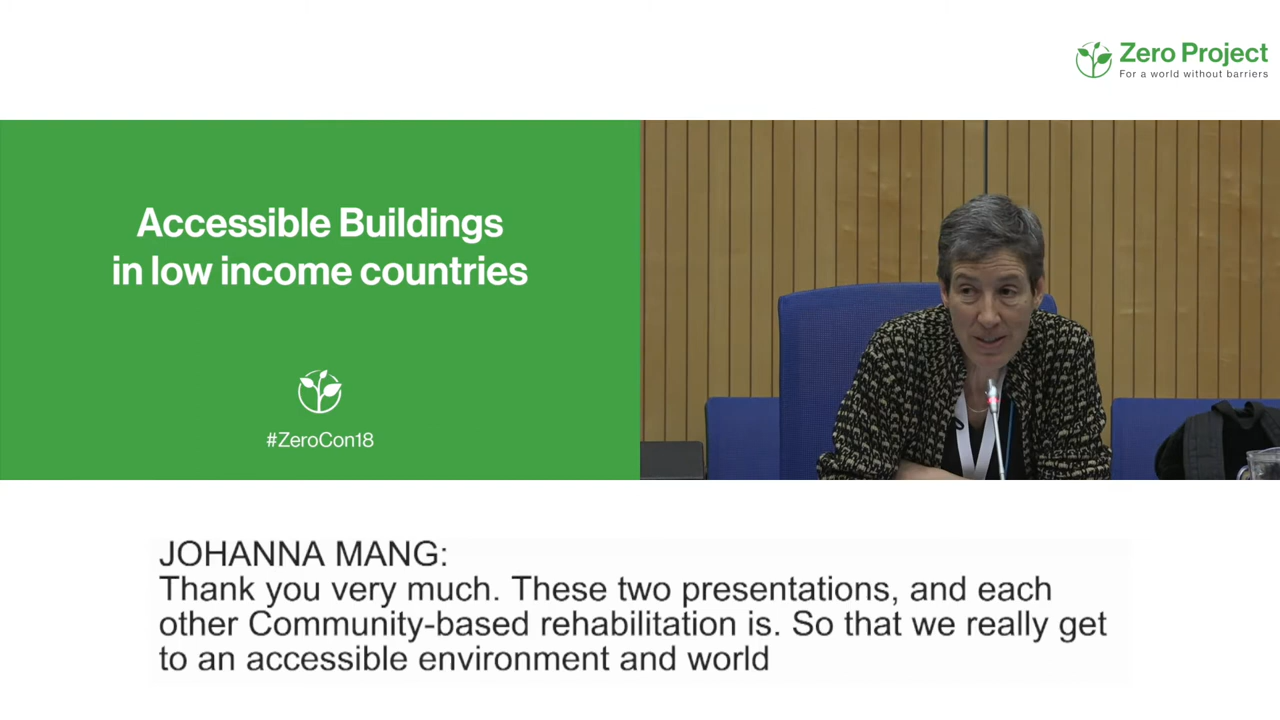 Zero Project
For a world without barriers
Accessible Buildings
in low income countries
#ZeroCon18
JOHANNA MANG:
Thank you very much. These two presentations, and each
other Community-based rehabilitation is. So that we really get
to an accessible environment and world